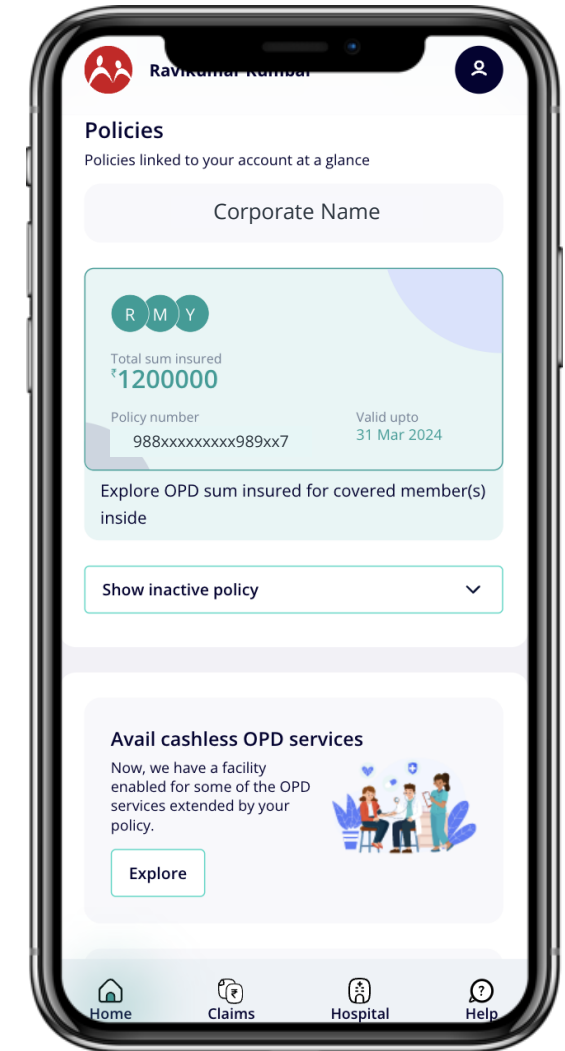 Policies
Policies linked to your account at a glance
Corporate Name
R M Y
Total sum insured
₹1200000
Policy number
Valid upto
988xxxxxxxxx989xx7
31 Mar 2024
Explore OPD sum insured for covered member(s)
inside
Show inactive policy
Avail cashless OPD services
Now, we have a facility
enabled for some of the OPD
services extended by your
policy.
Explore
Home Claims Hospital Help